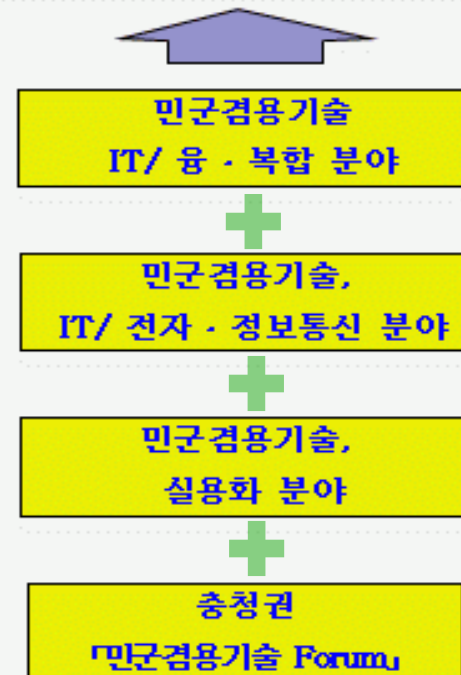 민군겸용기술
IT/ 융 · 복합 분야
민군겸용기술,
IT/ 전자 · 정보통신 분야
민군겸용기술,
실용화 분야
충청권
「민군겸용기술 Forum」